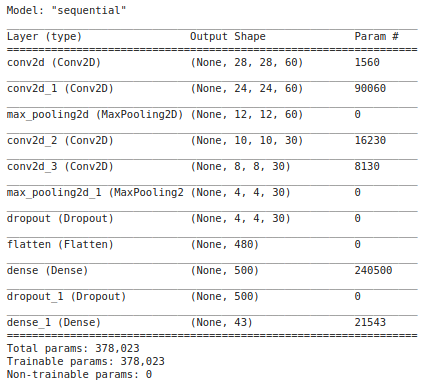 Model: "sequential"
Layer (type) Output Shape Param #
conv2d (Conv2D) (None, 28, 28, 60) 1560
conv2d_1 (Conv2D) (None, 24, 24, 60) 90060
max_pooling2d (MaxPooling2D) (None, 12, 12, 60) 0
conv2d_2 (Conv2D) (None, 10, 10, 30) 16230
conv2d_3 (Conv2D) (None, 8, 8, 30) 8130
max_pooling2d_1 (MaxPooling2 (None, 4, 4, 30) 0
dropout (Dropout) (None, 4, 4, 30) 0
flatten (Flatten) (None, 480) 0
dense (Dense) (None, 500) 240500
dropout_1 (Dropout) (None, 500) 0
dense_1 (Dense) (None, 43) 21543
Total params: 378,023
Trainable params: 378,023
Non-trainable params: 0